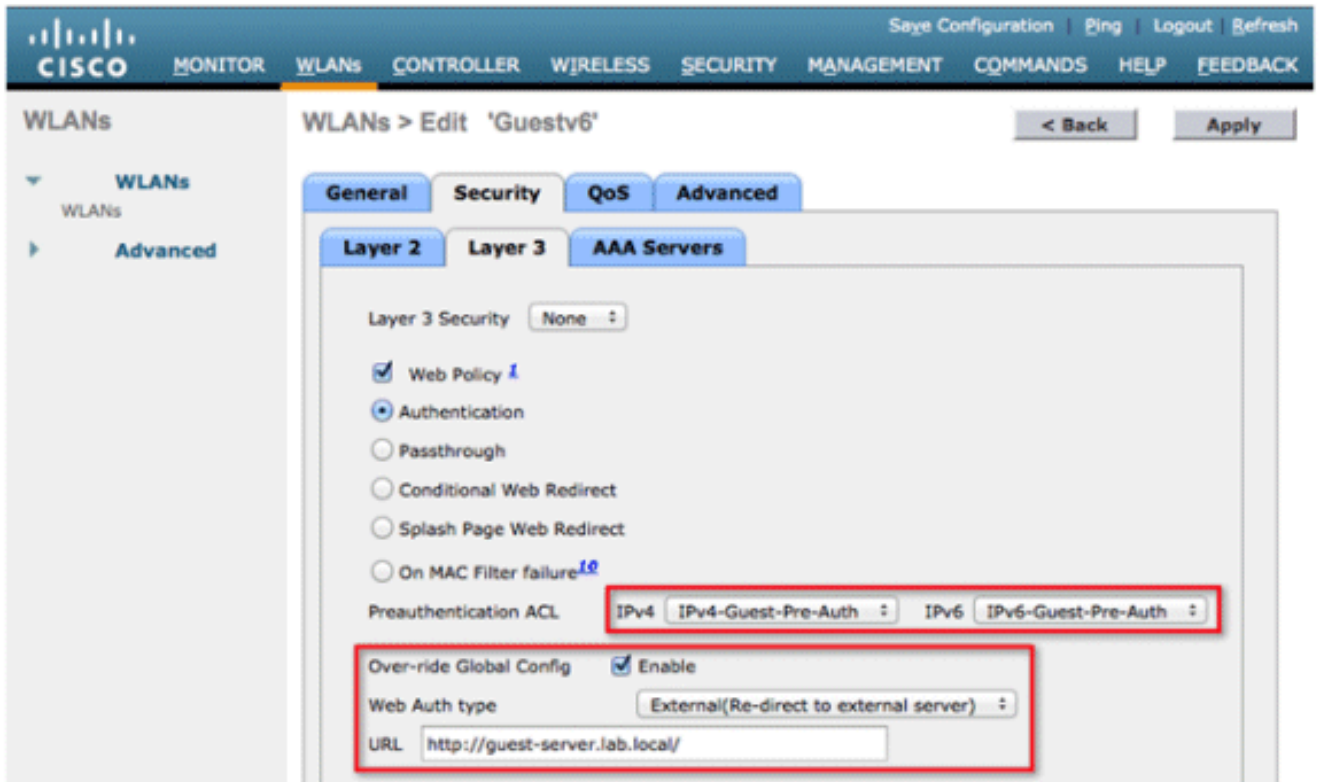 Save Configuration | Ping | Logout | Refresh
CISCO MONITOR WLANs CONTROLLER WIRELESS SECURITY MANAGEMENT COMMANDS HELP FEEDBACK
WLANs
WLANs > Edit 'Guestv6'
< Back
Apply
WLANs
WLANs
Advanced
General Security QoS Advanced
Layer 2 Layer 3 AAA Servers
Layer 3 Security None
Web Policy 1
Authentication
Passthrough
Conditional Web Redirect
Splash Page Web Redirect
On MAC Filter failure10
Preauthentication ACL IPv4 IPv4-Guest-Pre-Auth IPv6 IPv6-Guest-Pre-Auth
Over-ride Global Config Enable
Web Auth type External(Re-direct to external server)
URL http://guest-server.lab.local/